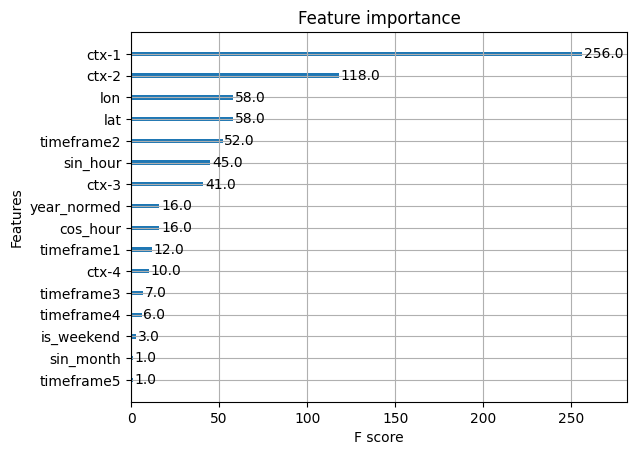 Feature importance
ctx-1 256.0
ctx-2 118.0
lon 58.0
lat 58.0
timeframe2 52.0
sin_hour 45.0
ctx-3 41.0
year_normed 16.0
cos_hour 16.0
timeframe1 12.0
ctx-4 10.0
timeframe3 7.0
timeframe4 6.0
is_weekend 3.0
sin_month 1.0
timeframe5 1.0
Features
0 50 100 150 200 250
F score